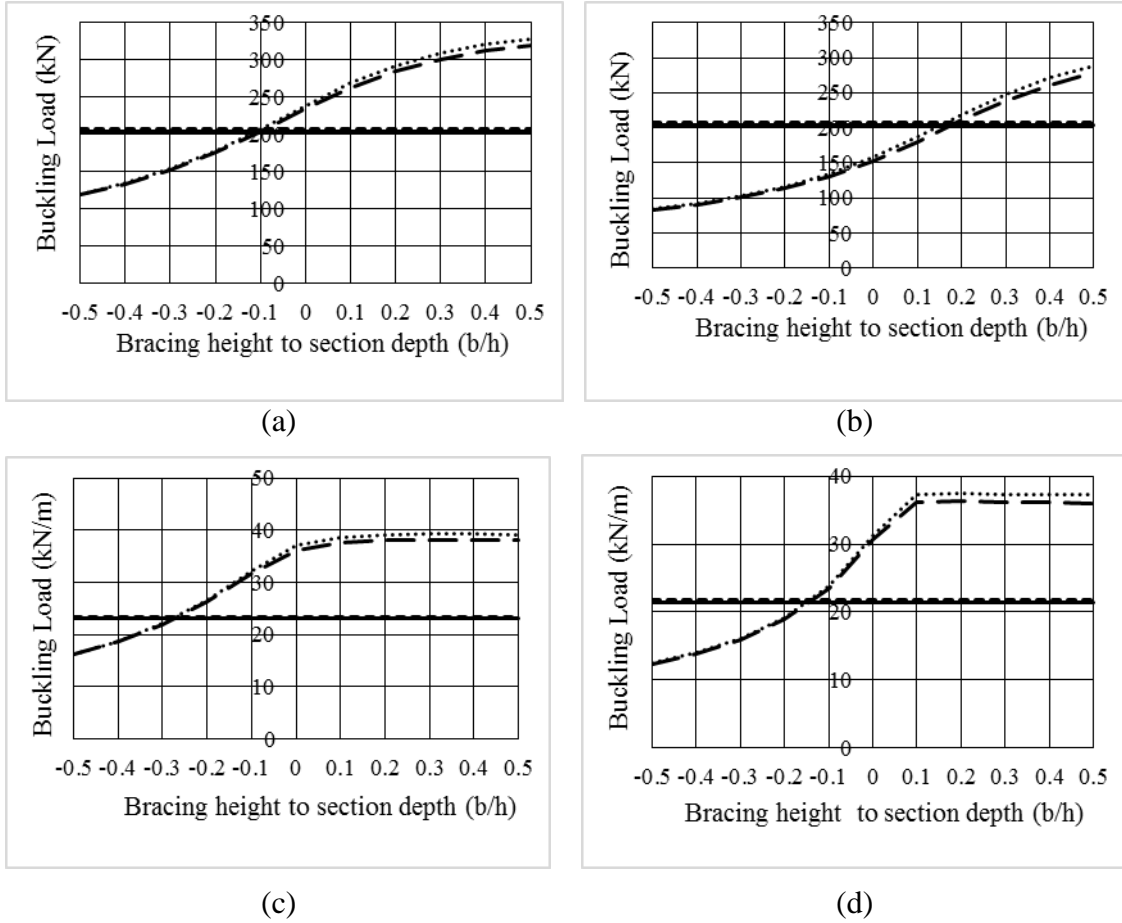 350
300
250
200
150
100
50
0
Buckling Load (kN)
-0.5 -0.4 -0.3 -0.2 -0.1 0 0.1 0.2 0.3 0.4 0.5
Bracing height to section depth (b/h)
(a)
350
300
250
200
150
100
50
0
Buckling Load (kN)
-0.5 -0.4 -0.3 -0.2 -0.1 0 0.1 0.2 0.3 0.4 0.5
Bracing height to section depth (b/h)
(b)
50
40
30
20
10
0
Buckling Load (kN/m)
-0.5 -0.4 -0.3 -0.2 -0.1 0 0.1 0.2 0.3 0.4 0.5
Bracing height to section depth (b/h)
(c)
40
30
20
10
0
Buckling Load (kN/m)
-0.5 -0.4 -0.3 -0.2 -0.1 0 0.1 0.2 0.3 0.4 0.5
Bracing height to section depth (b/h)
(d)